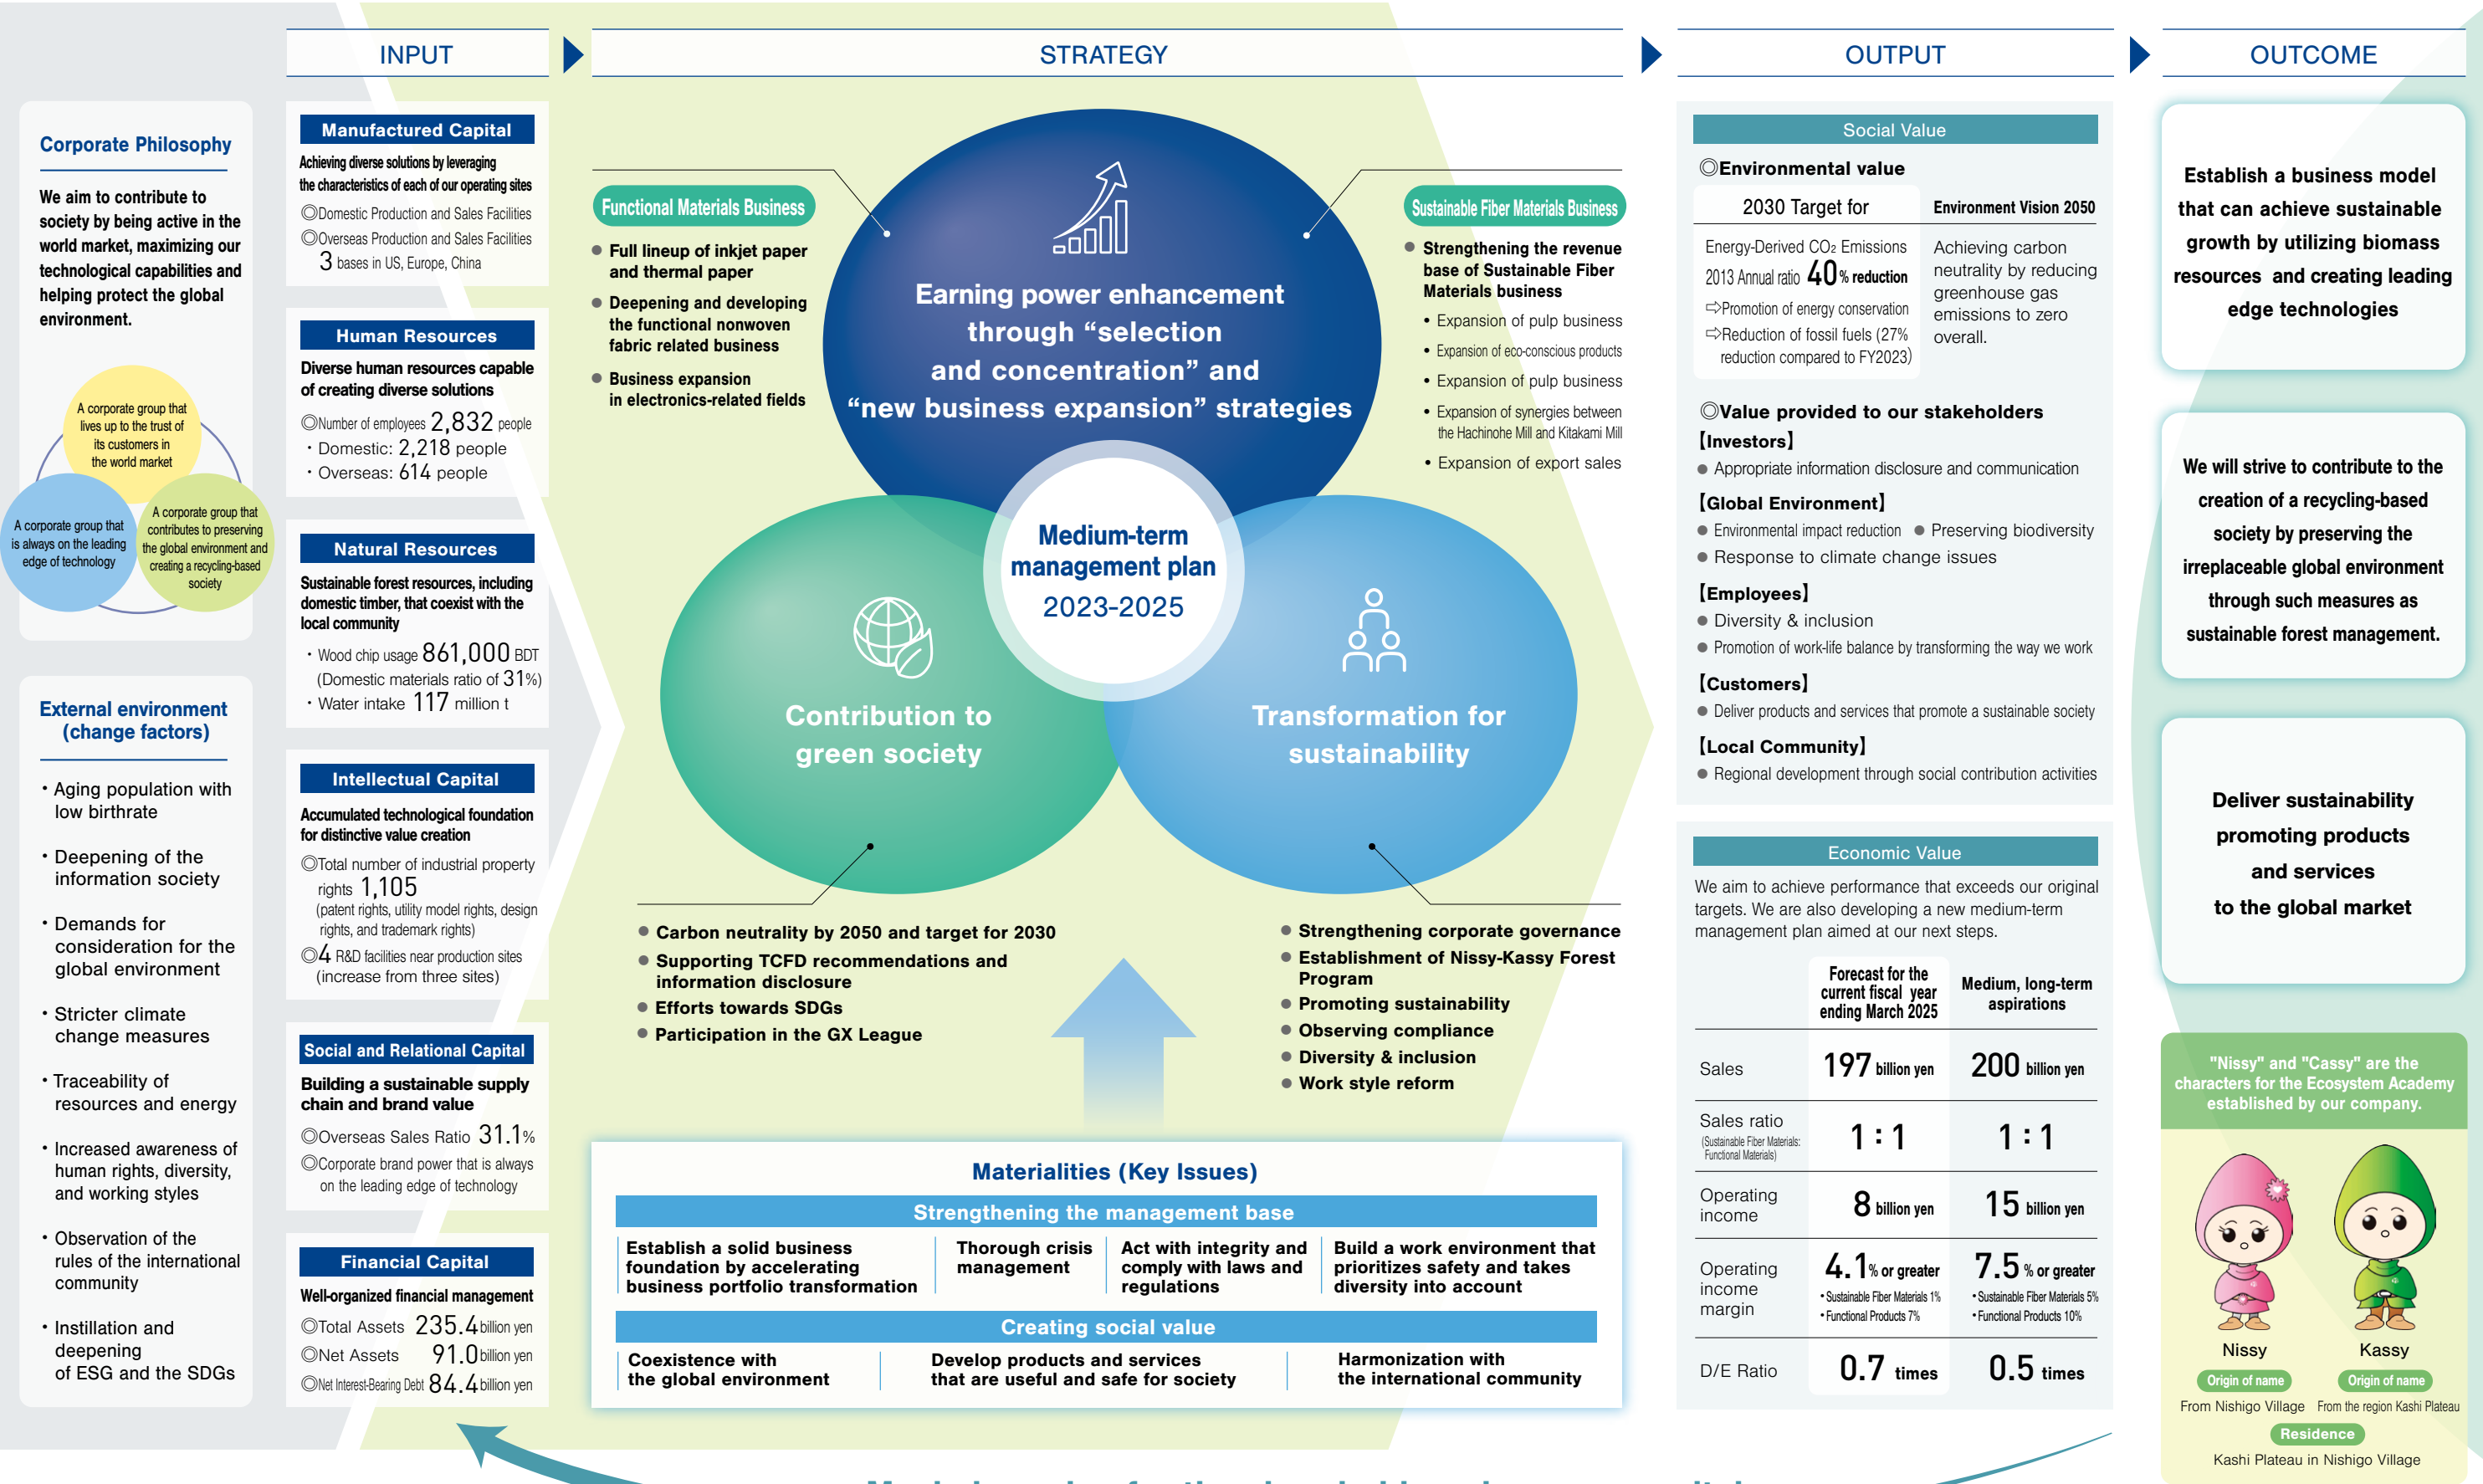 INPUT
STRATEGY
OUTPUT
OUTCOME
Corporate Philosophy
We aim to contribute to
society by being active in the
world market, maximizing our
technological capabilities and
helping protect the global
environment.
A corporate group that
lives up to the trust of
its customers in
the world market
A corporate group that
is always on the leading
edge of technology
A corporate group that
contributes to preserving
the global environment and
creating a recycling-based
society
External environment
(change factors)
・Aging population with
low birthrate
・Deepening of the
information society
・Demands for
consideration for the
global environment
・Stricter climate
change measures
・Traceability of
resources and energy
・Increased awareness of
human rights, diversity,
and working styles
・Observation of the
rules of the international
community
・Instillation and
deepening
of ESG and the SDGs
Manufactured Capital
Achieving diverse solutions by leveraging
the characteristics of each of our operating sites
◎Domestic Production and Sales Facilities
◎Overseas Production and Sales Facilities
3 bases in US, Europe, China
Human Resources
Diverse human resources capable
of creating diverse solutions
◎Number of employees 2,832 people
・Domestic: 2,218 people
・Overseas: 614 people
Natural Resources
Sustainable forest resources, including
domestic timber, that coexist with the
local community
・Wood chip usage 861,000 BDT
(Domestic materials ratio of 31%)
・Water intake 117 million t
Intellectual Capital
Accumulated technological foundation
for distinctive value creation
◎Total number of industrial property
rights 1,105
(patent rights, utility model rights, design
rights, and trademark rights)
◎4 R&D facilities near production sites
(increase from three sites)
Social and Relational Capital
Building a sustainable supply
chain and brand value
◎Overseas Sales Ratio 31.1%
◎Corporate brand power that is always
on the leading edge of technology
Financial Capital
Well-organized financial management
◎Total Assets 235.4 billion yen
◎Net Assets 91.0 billion yen
◎Net Interest-Bearing Debt 84.4 billion yen
Functional Materials Business
● Full lineup of inkjet paper
and thermal paper
● Deepening and developing
the functional nonwoven
fabric related business
● Business expansion
in electronics-related fields
Earning power enhancement
through “selection
and concentration” and
“new business expansion” strategies
Sustainable Fiber Materials Business
● Strengthening the revenue
base of Sustainable Fiber
Materials business
• Expansion of pulp business
• Expansion of eco-conscious products
• Expansion of pulp business
• Expansion of synergies between
the Hachinohe Mill and Kitakami Mill
• Expansion of export sales
Medium-term
management plan
2023-2025
Contribution to
green society
Transformation for
sustainability
● Carbon neutrality by 2050 and target for 2030
● Supporting TCFD recommendations and
information disclosure
● Efforts towards SDGs
● Participation in the GX League
● Strengthening corporate governance
● Establishment of Nissy-Kassy Forest
Program
● Promoting sustainability
● Observing compliance
● Diversity & inclusion
● Work style reform
Materialities (Key Issues)
Strengthening the management base
Establish a solid business
foundation by accelerating
business portfolio transformation
Thorough crisis
management
Act with integrity and
comply with laws and
regulations
Build a work environment that
prioritizes safety and takes
diversity into account
Creating social value
Coexistence with
the global environment
Develop products and services
that are useful and safe for society
Harmonization with
the international community
Social Value
◎Environmental value
2030 Target for
Energy-Derived CO₂ Emissions
2013 Annual ratio 40% reduction
⇨Promotion of energy conservation
⇨Reduction of fossil fuels (27%
reduction compared to FY2023)
Environment Vision 2050
Achieving carbon
neutrality by reducing
greenhouse gas
emissions to zero
overall.
◎Value provided to our stakeholders
【Investors】
● Appropriate information disclosure and communication
【Global Environment】
● Environmental impact reduction ● Preserving biodiversity
● Response to climate change issues
【Employees】
● Diversity & inclusion
● Promotion of work-life balance by transforming the way we work
【Customers】
● Deliver products and services that promote a sustainable society
【Local Community】
● Regional development through social contribution activities
Economic Value
We aim to achieve performance that exceeds our original
targets. We are also developing a new medium-term
management plan aimed at our next steps.
Forecast for the
current fiscal year
ending March 2025
Medium, long-term
aspirations
Sales 197 billion yen 200 billion yen
Sales ratio
(Sustainable Fiber Materials:
Functional Materials)
1 : 1 1 : 1
Operating
income
8 billion yen 15 billion yen
Operating
income
margin
4.1% or greater
• Sustainable Fiber Materials 1%
• Functional Products 7%
7.5% or greater
• Sustainable Fiber Materials 5%
• Functional Products 10%
D/E Ratio 0.7 times 0.5 times
Establish a business model
that can achieve sustainable
growth by utilizing biomass
resources and creating leading
edge technologies
We will strive to contribute to the
creation of a recycling-based
society by preserving the
irreplaceable global environment
through such measures as
sustainable forest management.
Deliver sustainability
promoting products
and services
to the global market
"Nissy" and "Cassy" are the
characters for the Ecosystem Academy
established by our company.
Nissy
Kassy
Origin of name
Origin of name
From Nishigo Village
From the region Kashi Plateau
Residence
Kashi Plateau in Nishigo Village